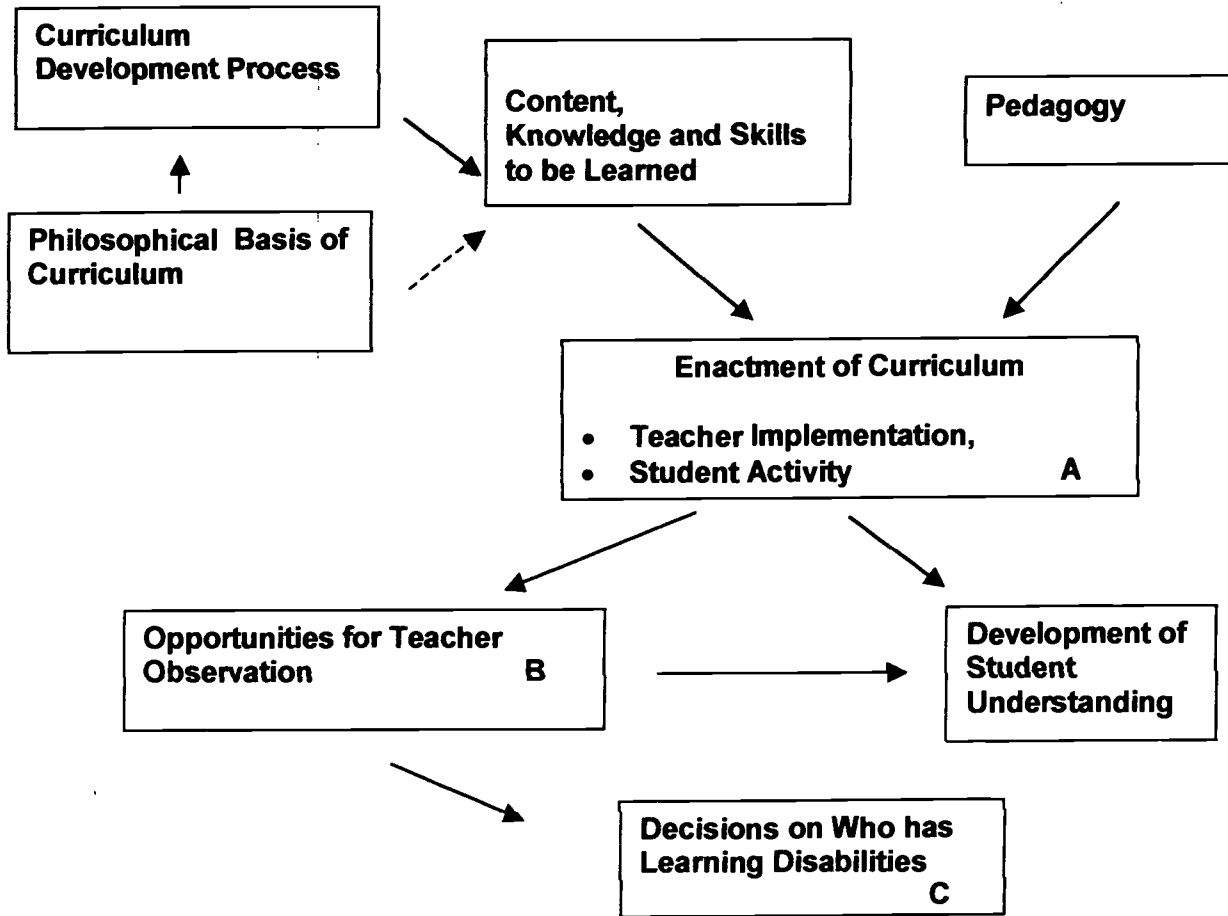 Curriculum
Development Process
Content,
Knowledge and Skills
to be Learned
Pedagogy
Philosophical Basis of
Curriculum
Enactment of Curriculum
• Teacher Implementation,
• Student Activity A
Opportunities for Teacher
Observation B
Development of
Student
Understanding
Decisions on Who has
Learning Disabilities
C